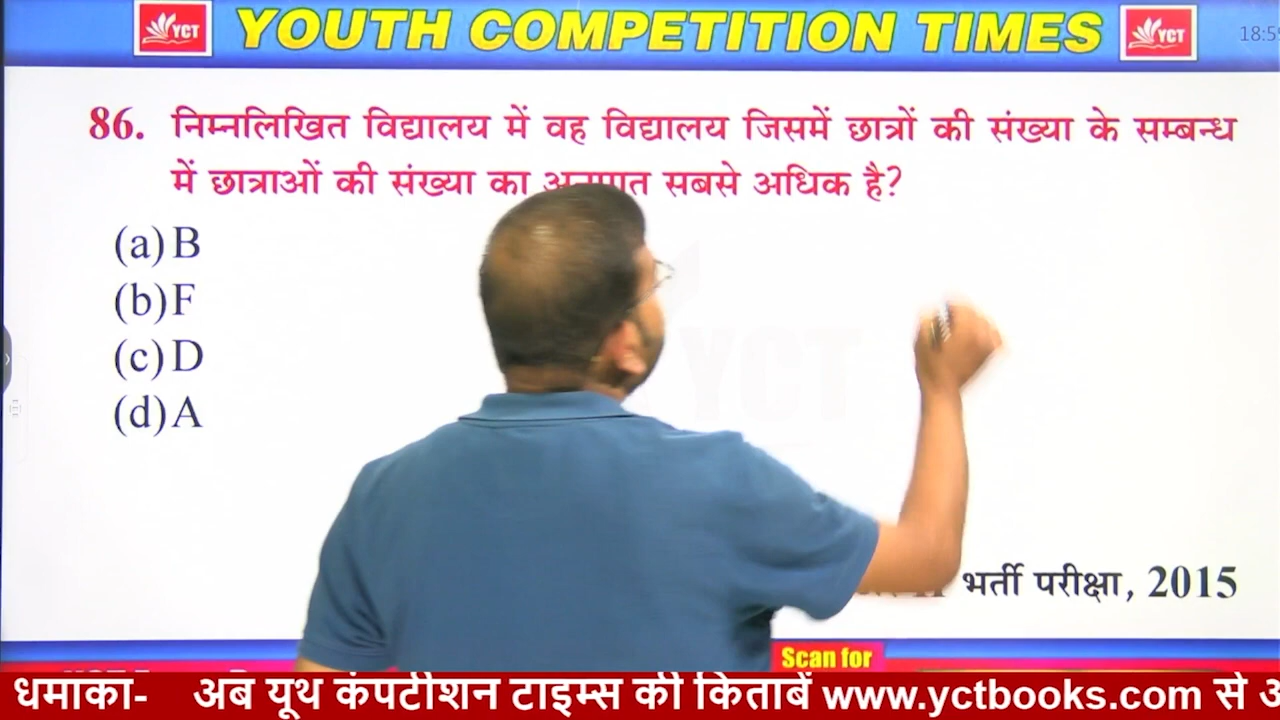 YCT YOUTH COMPETITION TIMES YCT
86. निम्नलिखित विद्यालय में वह विद्यालय जिसमें छात्रों की संख्या के सम्बन्ध
में छात्राओं की संख्या का सबसे अधिक है?
(a) B
(b) F
(c) D
(d) A
YCT
भर्ती परीक्षा, 2015
Scan for
धमाका- अब यूथ कंपटीशन टाइम्स की किताबें www.yctbooks.com से